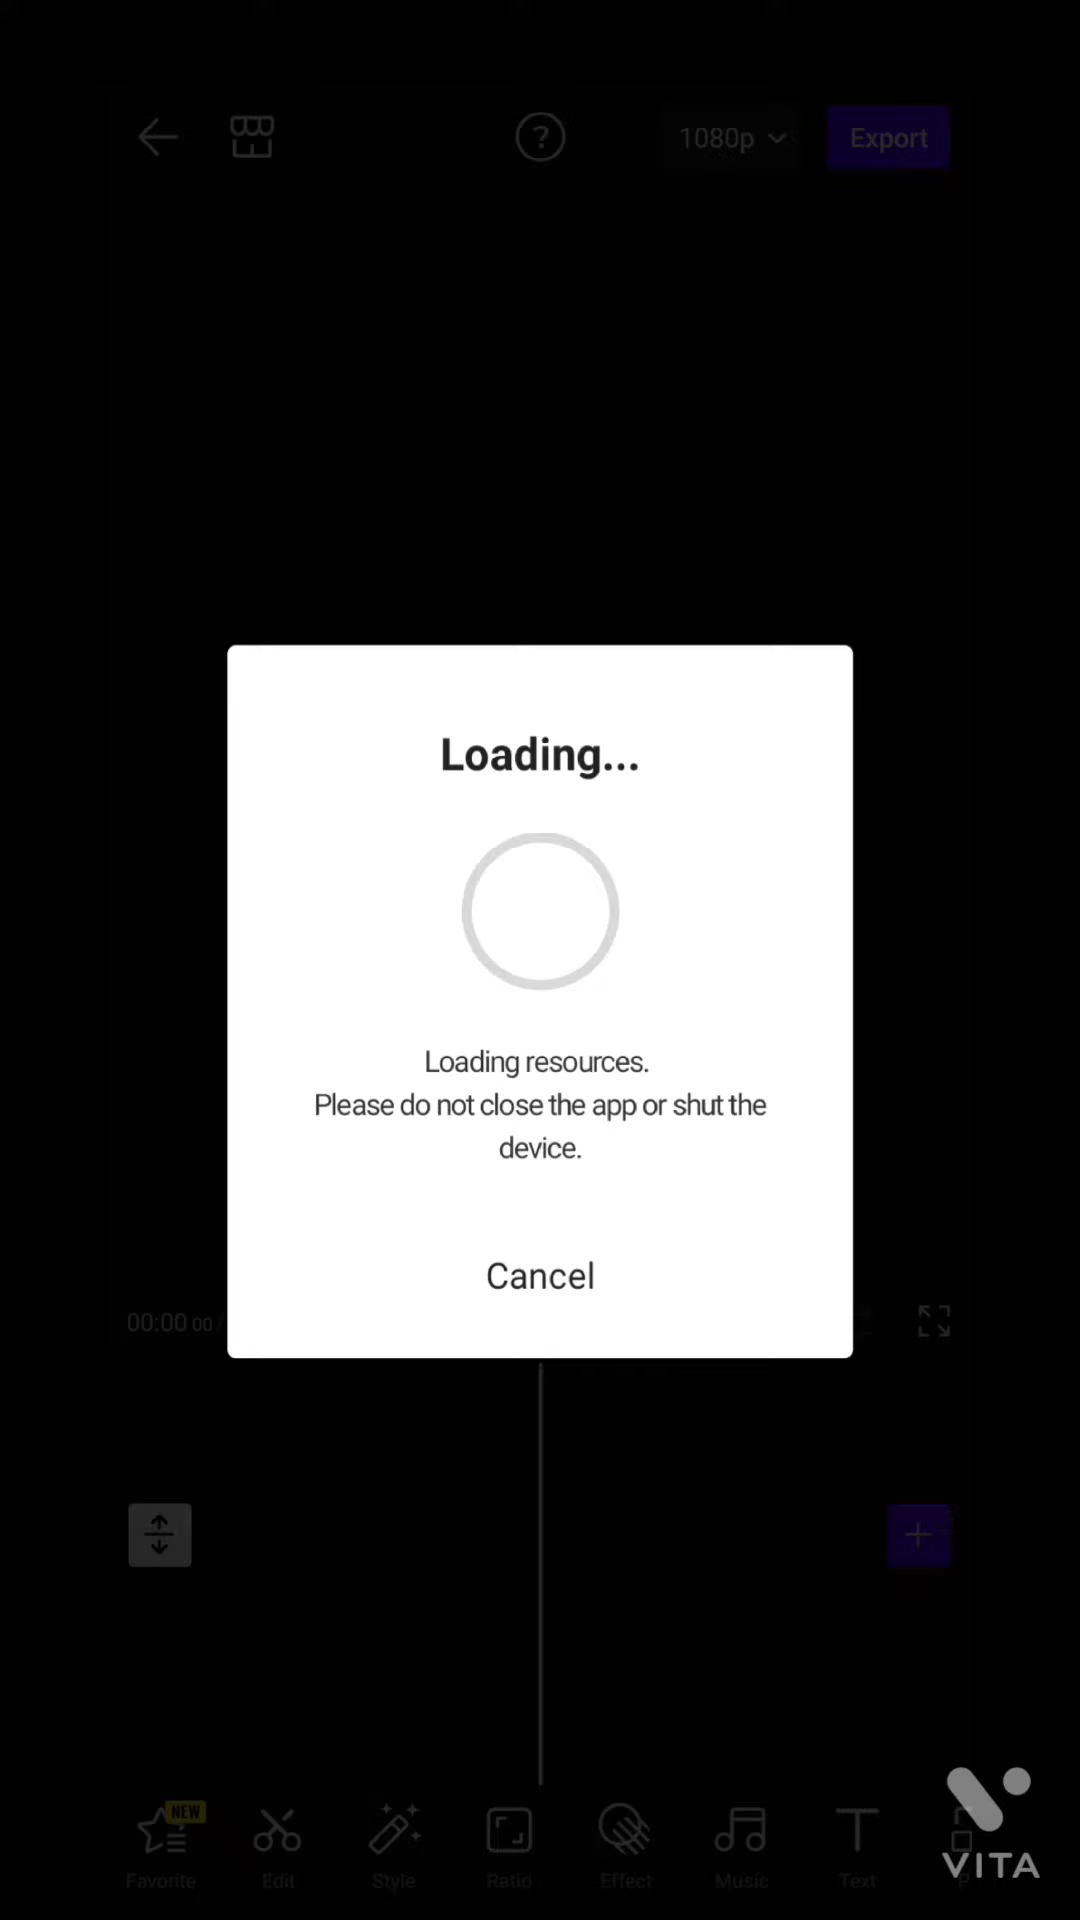 ?
1080p
Export
Loading...
Loading resources.
Please do not close the app or shut the
device.
Cancel
00:00 00 /
NEW
Favorite
Edit
Style
Ratio
Effect
Music
Text
P
VITA